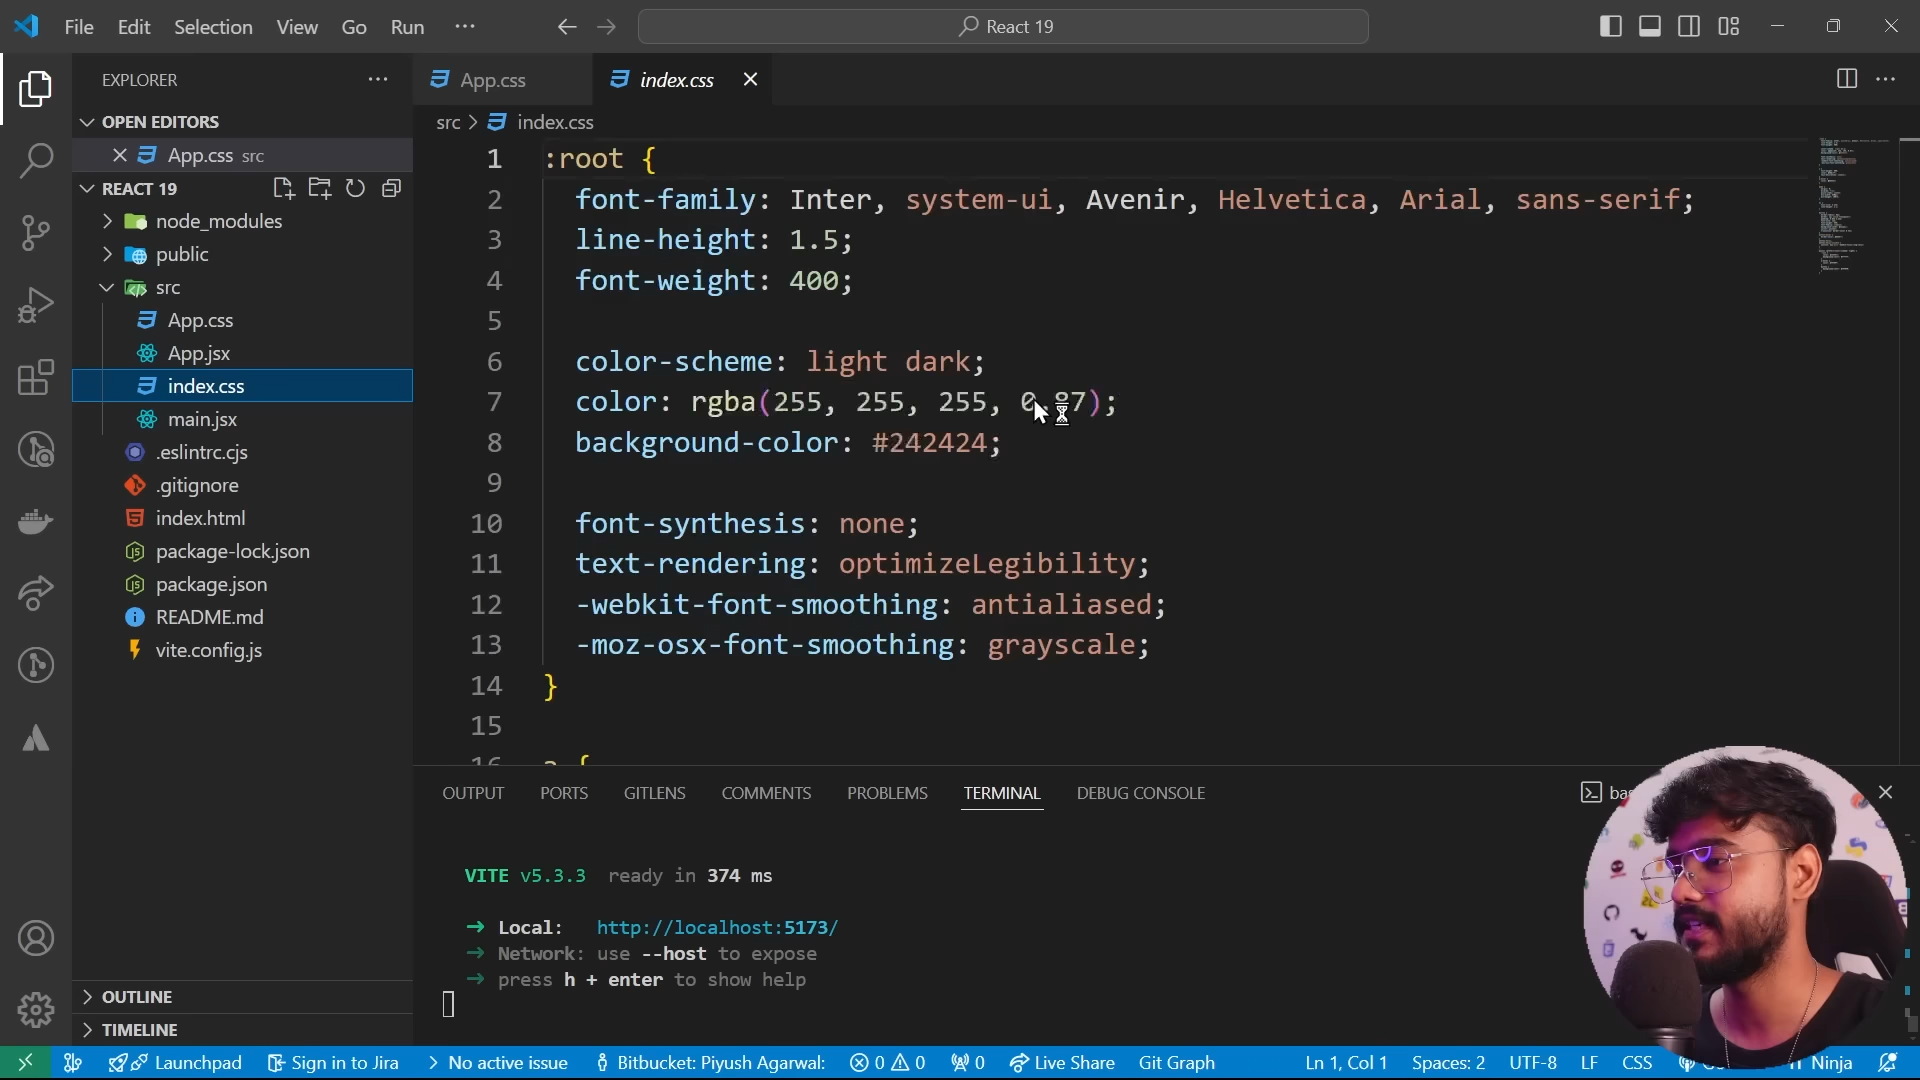 File Edit Selection View Go Run ··· React 19
EXPLORER ···
OPEN EDITORS
App.css src
REACT 19
node_modules
public
src
App.css
App.jsx
index.css
main.jsx
.eslintrc.cjs
.gitignore
index.html
package-lock.json
package.json
README.md
vite.config.js
OUTLINE
TIMELINE
App.css index.css
src > index.css
1 :root {
2 font-family: Inter, system-ui, Avenir, Helvetica, Arial, sans-serif;
3 line-height: 1.5;
4 font-weight: 400;
5
6 color-scheme: light dark;
7 color: rgba(255, 255, 255, 0.87);
8 background-color: #242424;
9
10 font-synthesis: none;
11 text-rendering: optimizeLegibility;
12 -webkit-font-smoothing: antialiased;
13 -moz-osx-font-smoothing: grayscale;
14 }
15
16 a {
OUTPUT PORTS GITLENS COMMENTS PROBLEMS TERMINAL DEBUG CONSOLE
VITE v5.3.3 ready in 374 ms
➜ Local: http://localhost:5173/
➜ Network: use --host to expose
➜ press h + enter to show help
Launchpad Sign in to Jira No active issue Bitbucket: Piyush Agarwal: 0 0 0 Live Share Git Graph Ln 1, Col 1 Spaces: 2 UTF-8 LF CSS Ninja